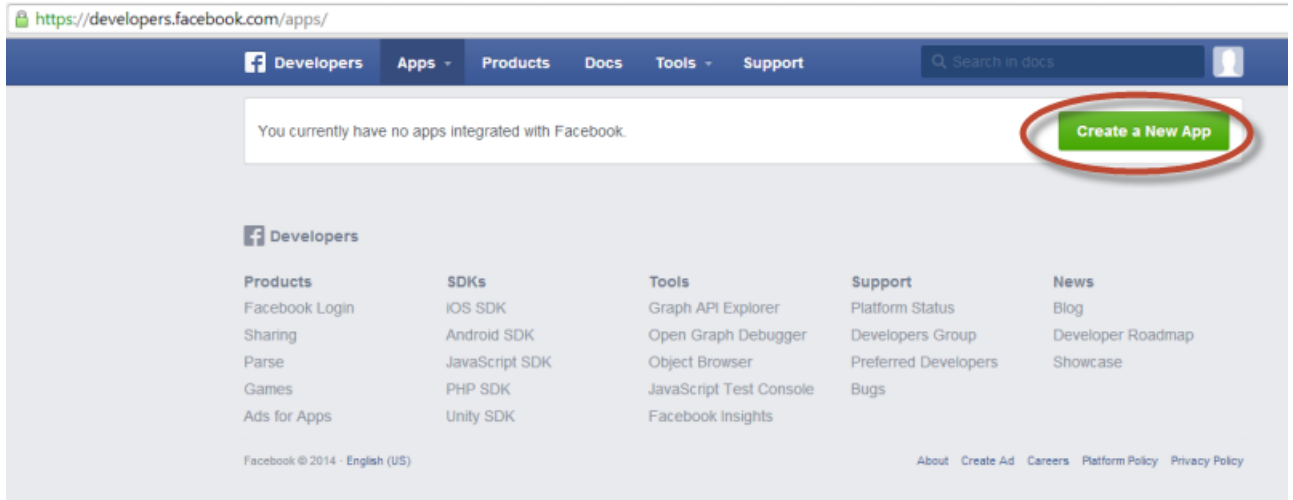 https://developers.facebook.com/apps/
Developers Apps Products Docs Tools Support Search in docs
You currently have no apps integrated with Facebook. Create a New App
Developers
Products SDKs Tools Support News
Facebook Login iOS SDK Graph API Explorer Platform Status Blog
Sharing Android SDK Open Graph Debugger Developers Group Developer Roadmap
Parse JavaScript SDK Object Browser Preferred Developers Showcase
Games PHP SDK JavaScript Test Console Bugs
Ads for Apps Unity SDK Facebook Insights
Facebook © 2014 · English (US) About Create Ad Careers Platform Policy Privacy Policy